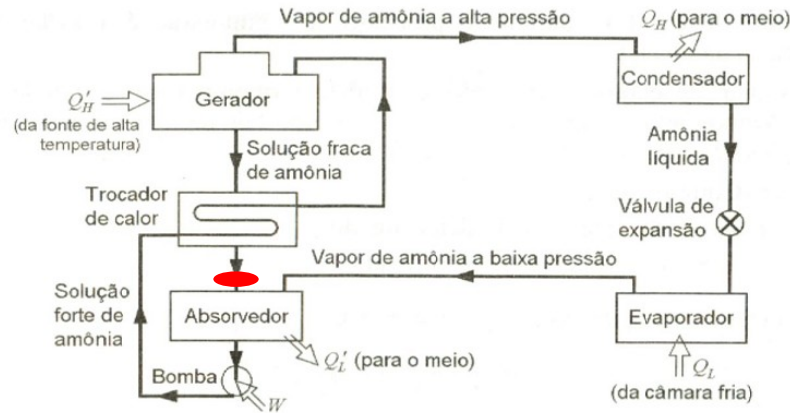 Vapor de amônia a alta pressão
Q_H (para o meio)
Gerador
Condensador
Q'_H
(da fonte de alta
temperatura)
Solução fraca
de amônia
Amônia
líquida
Trocador
de calor
Válvula de
expansão
Vapor de amônia a baixa pressão
Solução
forte de
amônia
Absorvedor
Evaporador
Q'_L (para o meio)
Q_L
(da câmara fria)
Bomba
W